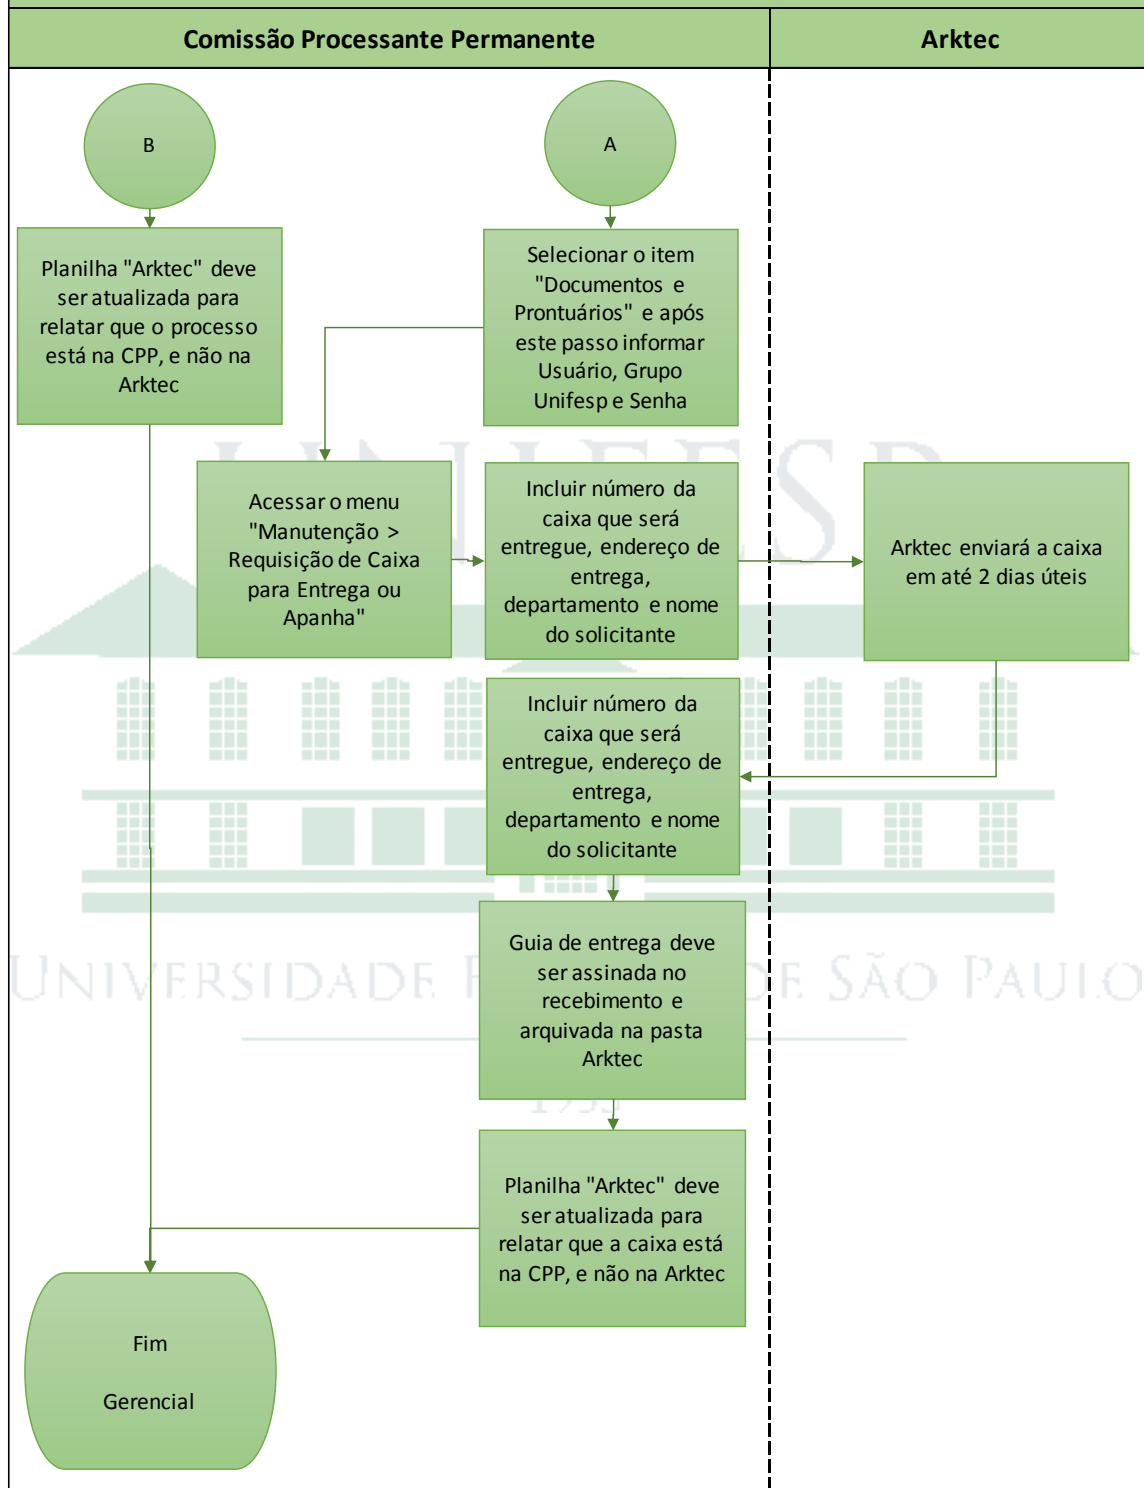 Comissão Processante Permanente
Arktec
B
A
Planilha "Arktec" deve
ser atualizada para
relatar que o processo
está na CPP, e não na
Arktec
Selecionar o item
"Documentos e
Prontuários" e após
este passo informar
Usuário, Grupo
Unifesp e Senha
Acessar o menu
"Manutenção >
Requisição de Caixa
para Entrega ou
Apanha"
Incluir número da
caixa que será
entregue, endereço de
entrega,
departamento e nome
do solicitante
Arktec enviará a caixa
em até 2 dias úteis
Incluir número da
caixa que será
entregue, endereço de
entrega,
departamento e nome
do solicitante
Guia de entrega deve
ser assinada no
recebimento e
arquivada na pasta
Arktec
Planilha "Arktec" deve
ser atualizada para
relatar que a caixa está
na CPP, e não na Arktec
Fim
Gerencial
UNIVERSIDADE F DE SÃO PAULO